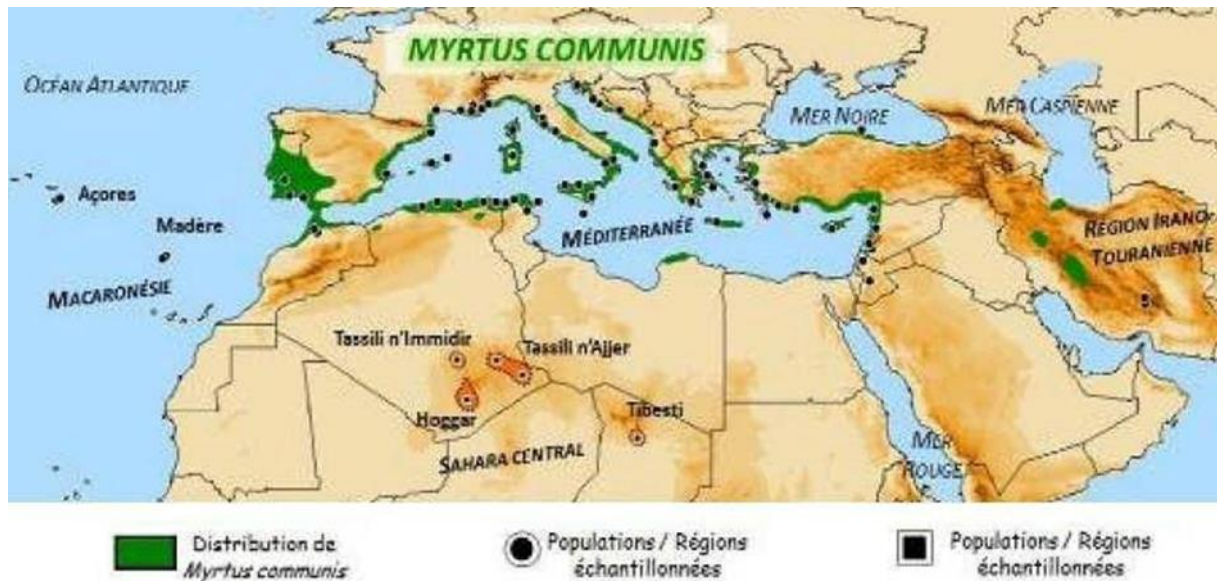 MYRTUS COMMUNIS
OCÉAN ATLANTIQUE
MER NOIRE
MER CASPIENNE
Açores
Madère
MACARONÉSIE
MÉDITERRANÉE
RÉGION IRANO-
TOURANIENNE
Tassili n'Immidir
Tassili n'Ajjer
Hoggar
Tibesti
SAHARA CENTRAL
MER
ROUGE
Distribution de
Myrtus communis
Populations / Régions
échantillonnées
Populations / Régions
échantillonnées